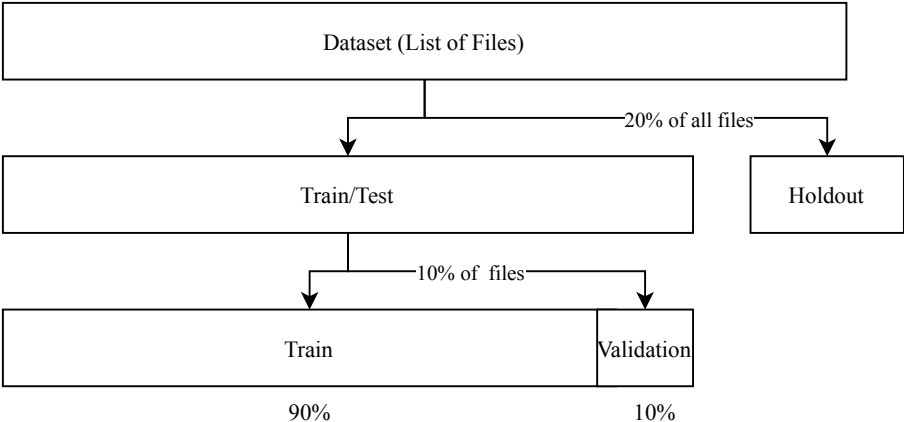 Dataset (List of Files)
20% of all files
Train/Test
Holdout
10% of  files
Train
Validation
90%
10%